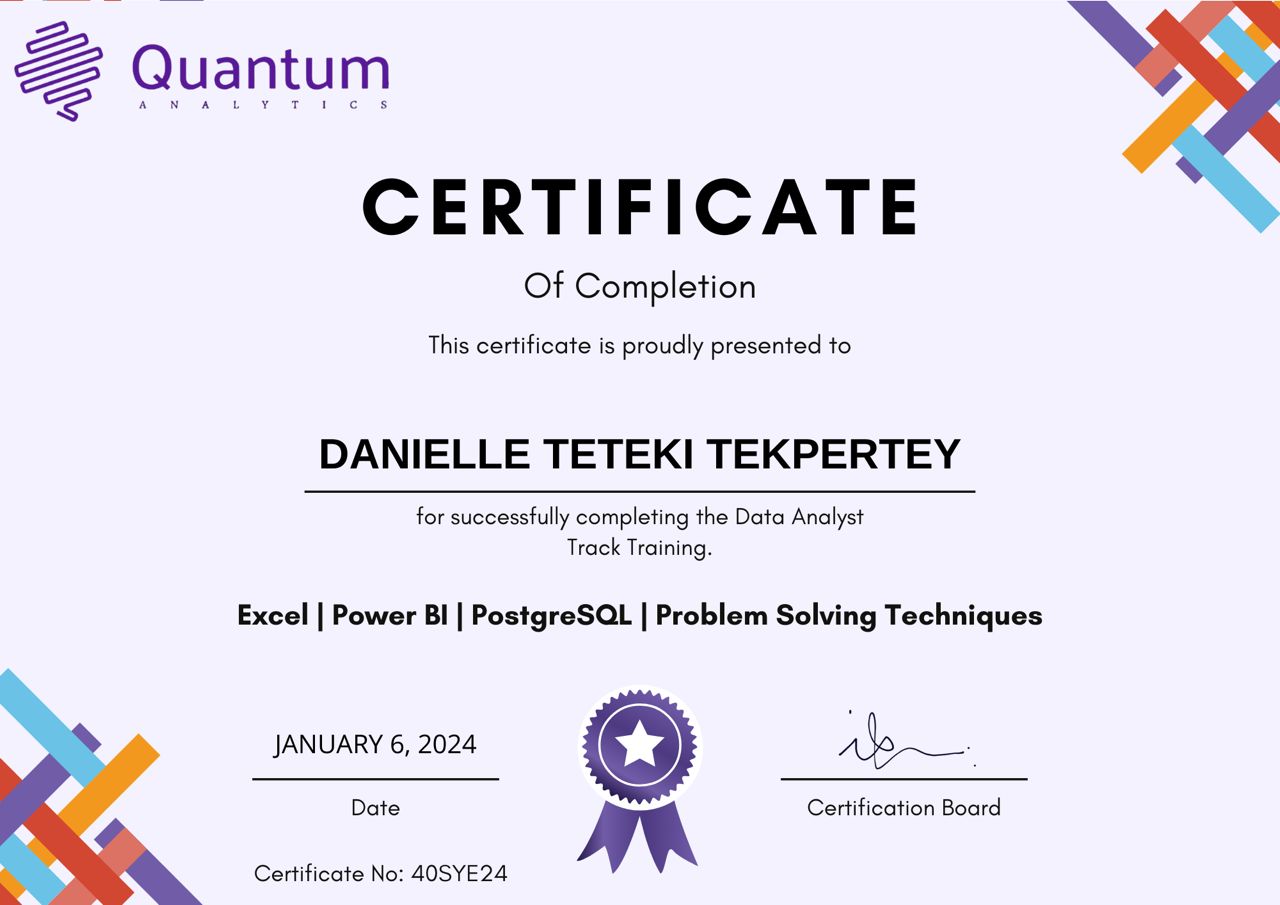 Quantum
ANALYTICS
CERTIFICATE
Of Completion
This certificate is proudly presented to
DANIELLE TETEKI TEKPERTEY
for successfully completing the Data Analyst
Track Training.
Excel | Power BI | PostgreSQL | Problem Solving Techniques
JANUARY 6, 2024
Date
Certification Board
Certificate No: 40SYE24